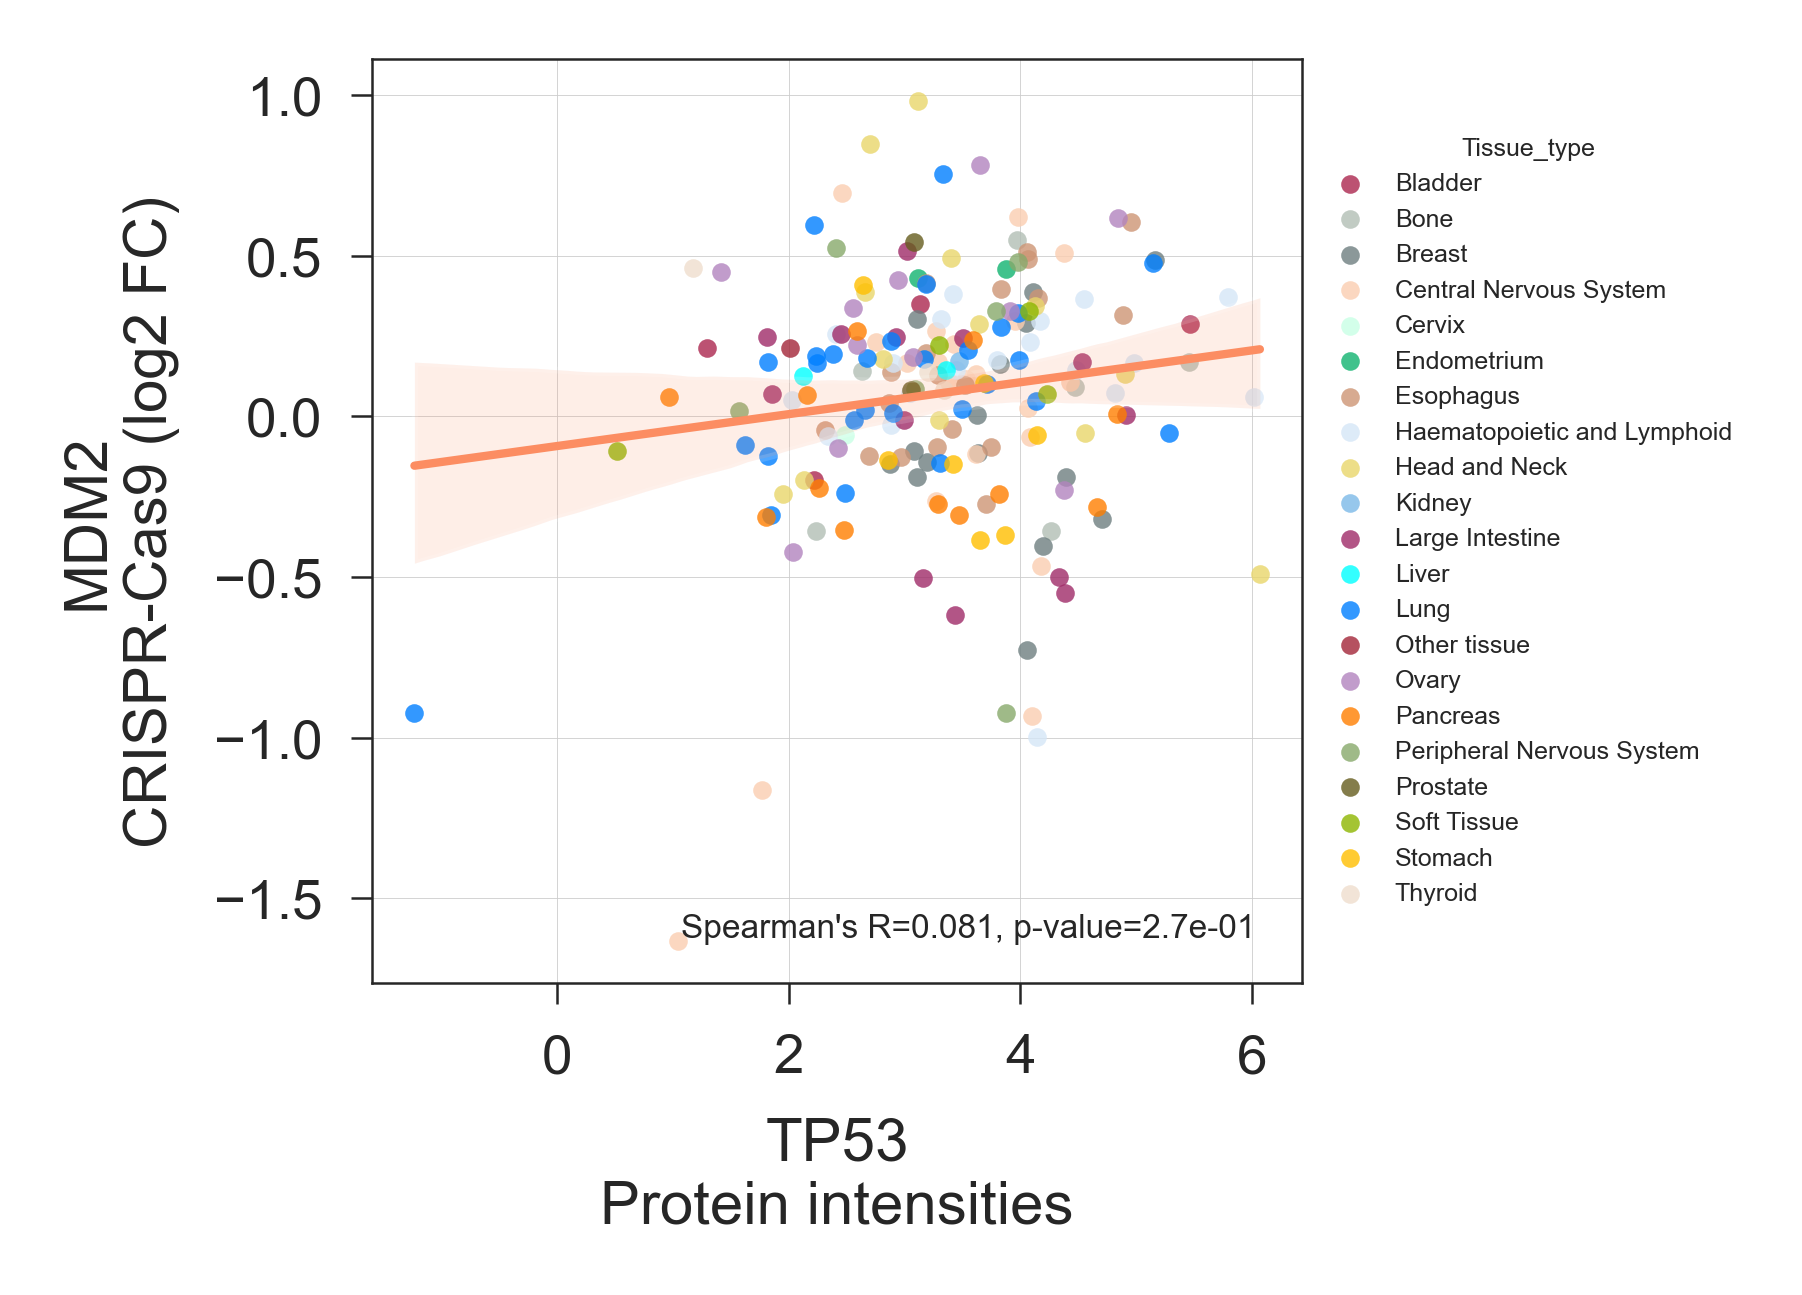 MDM2
CRISPR-Cas9 (log2 FC)
1.0
0.5
0.0
−0.5
−1.0
−1.5
Spearman's R=0.081, p-value=2.7e-01
0 2 4 6
TP53
Protein intensities
Tissue_type
Bladder
Bone
Breast
Central Nervous System
Cervix
Endometrium
Esophagus
Haematopoietic and Lymphoid
Head and Neck
Kidney
Large Intestine
Liver
Lung
Other tissue
Ovary
Pancreas
Peripheral Nervous System
Prostate
Soft Tissue
Stomach
Thyroid